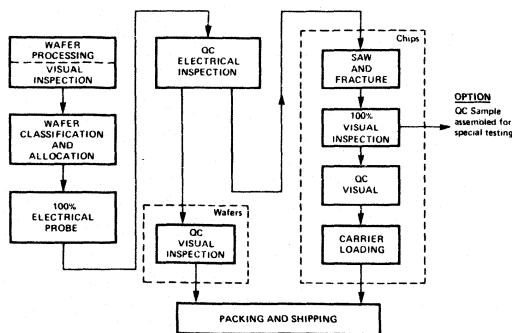 WAFER PROCESSING
VISUAL INSPECTION
WAFER
CLASSIFICATION
AND
ALLOCATION
100%
ELECTRICAL
PROBE
QC
ELECTRICAL
INSPECTION
Wafers
QC
VISUAL
INSPECTION
Chips
SAW
AND
FRACTURE
100%
VISUAL
INSPECTION
QC
VISUAL
CARRIER
LOADING
OPTION
QC Sample
assembled for
special testing
PACKING AND SHIPPING